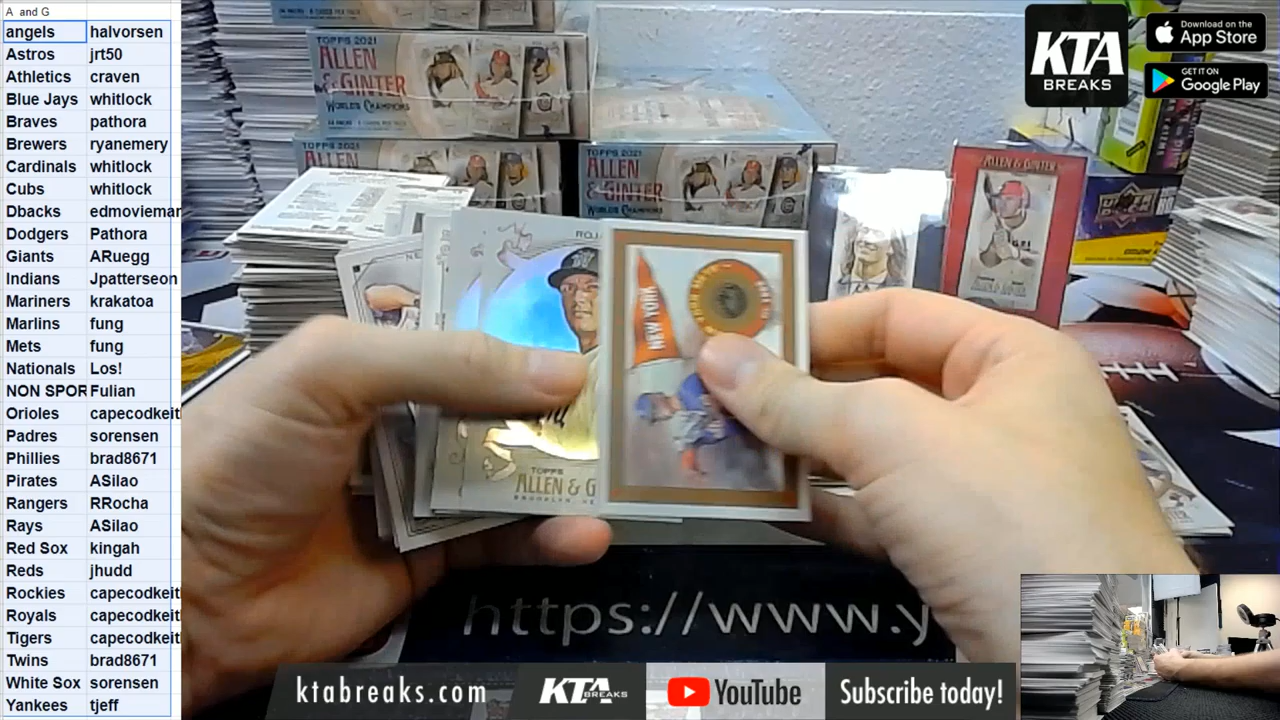 A and G
angels halvorsen
Astros jrt50
Athletics craven
Blue Jays whitlock
Braves pathora
Brewers ryanemery
Cardinals whitlock
Cubs whitlock
Dbacks edmoviemar
Dodgers Pathora
Giants ARuegg
Indians Jpatterseon
Mariners krakatoa
Marlins fung
Mets fung
Nationals Los!
NON SPOR Fulian
Orioles capecodkeit
Padres sorensen
Phillies brad8671
Pirates ASilao
Rangers RRocha
Rays ASilao
Red Sox kingah
Reds jhudd
Rockies capecodkeit
Royals capecodkeit
Tigers capecodkeit
Twins brad8671
White Sox sorensen
Yankees tjeff
TOPPS 2021
ALLEN
& GINTER
WORLD'S CHAMPIONS
TOPPS 2021
ALLEN
TOPPS 2021
ALLEN
& GINTER
WORLD'S CHAMPIONS
KTA
BREAKS
Download on the
App Store
GET IT ON
Google Play
ALLEN & GINTER
ALLEN & GINTER
UPPER
NEW YORK
TOPPS
ALLEN & G
https://www.y
ktabreaks.com
KTA BREAKS
YouTube
Subscribe today!